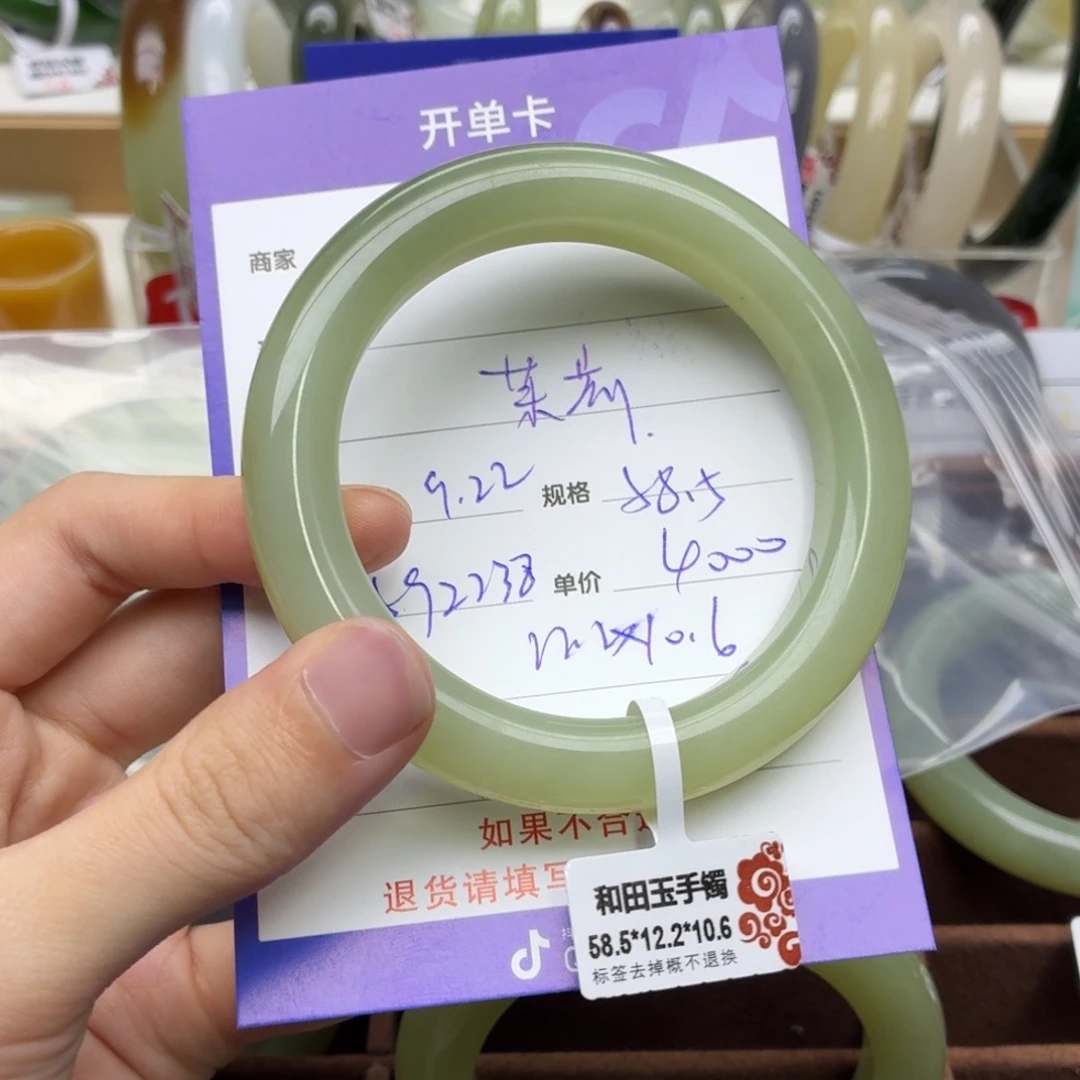 开单卡
商家
茉莉
9.22 规格 58.5
92238 单价 4000
12.2×10.6
如果不合
退货请填写
和田玉手镯
58.5*12.2*10.6
标签去掉概不退换